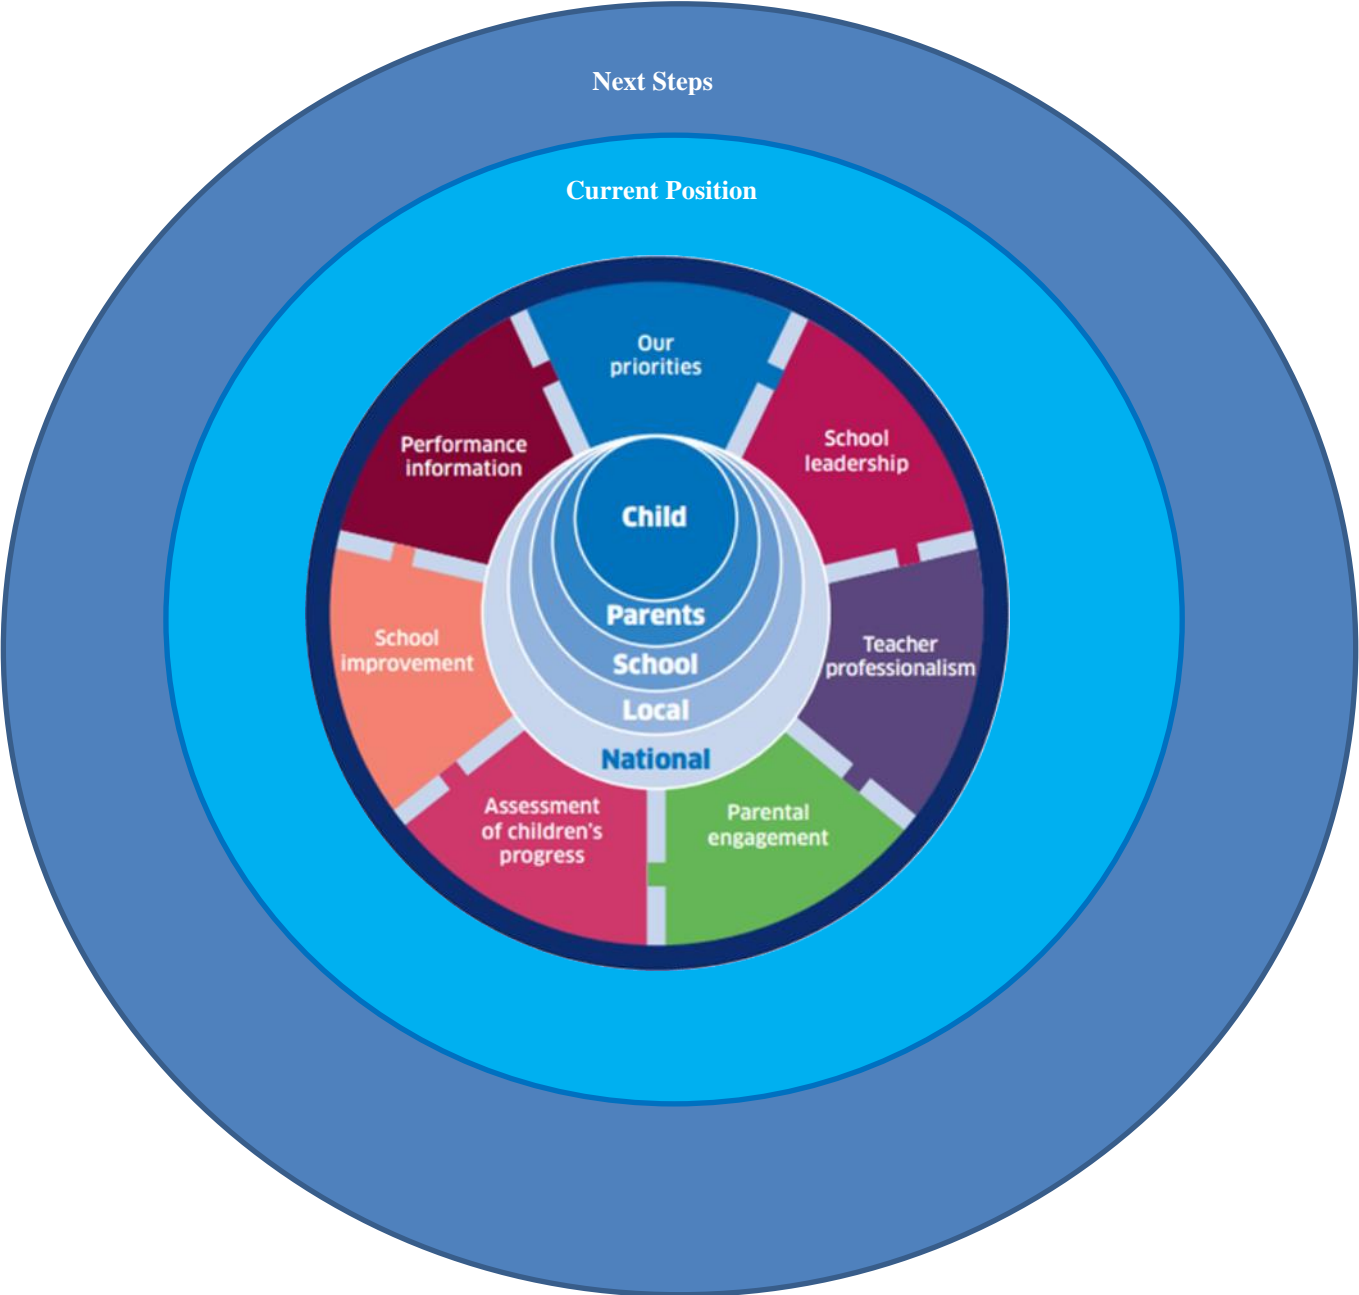 Next Steps
Current Position
Our
priorities
School
leadership
Teacher
professionalism
Parental
engagement
Assessment
of children's
progress
School
improvement
Performance
information
Child
Parents
School
Local
National